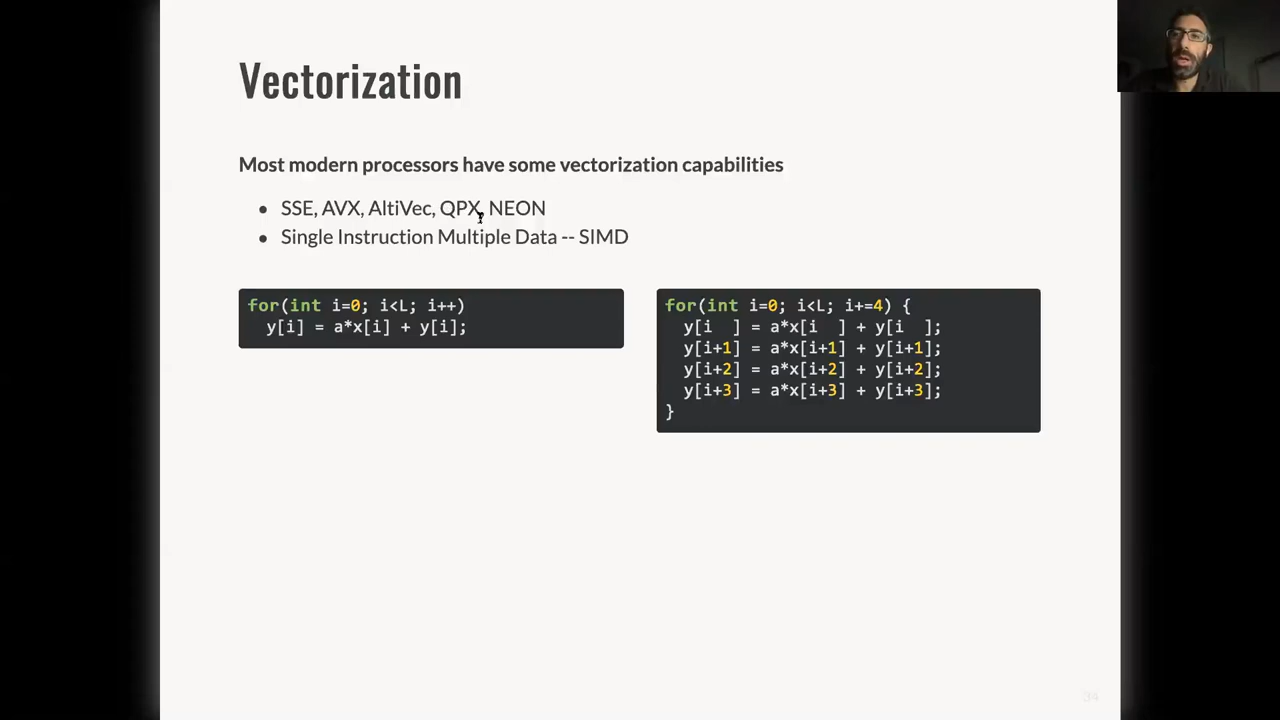 Vectorization
Most modern processors have some vectorization capabilities
• SSE, AVX, AltiVec, QPX, NEON
• Single Instruction Multiple Data -- SIMD
for(int i=0; i<L; i++)
  y[i] = a*x[i] + y[i];
for(int i=0; i<L; i+=4) {
  y[i  ] = a*x[i  ] + y[i  ];
  y[i+1] = a*x[i+1] + y[i+1];
  y[i+2] = a*x[i+2] + y[i+2];
  y[i+3] = a*x[i+3] + y[i+3];
}
34